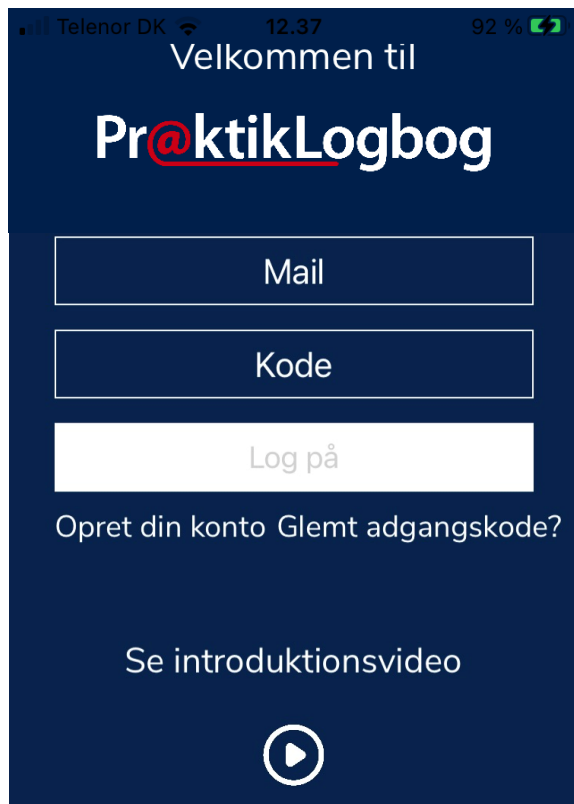 Telenor DK 12.37 92 %
Velkommen til
Pr@ktikLogbog
Mail
Kode
Log på
Opret din konto Glemt adgangskode?
Se introduktionsvideo